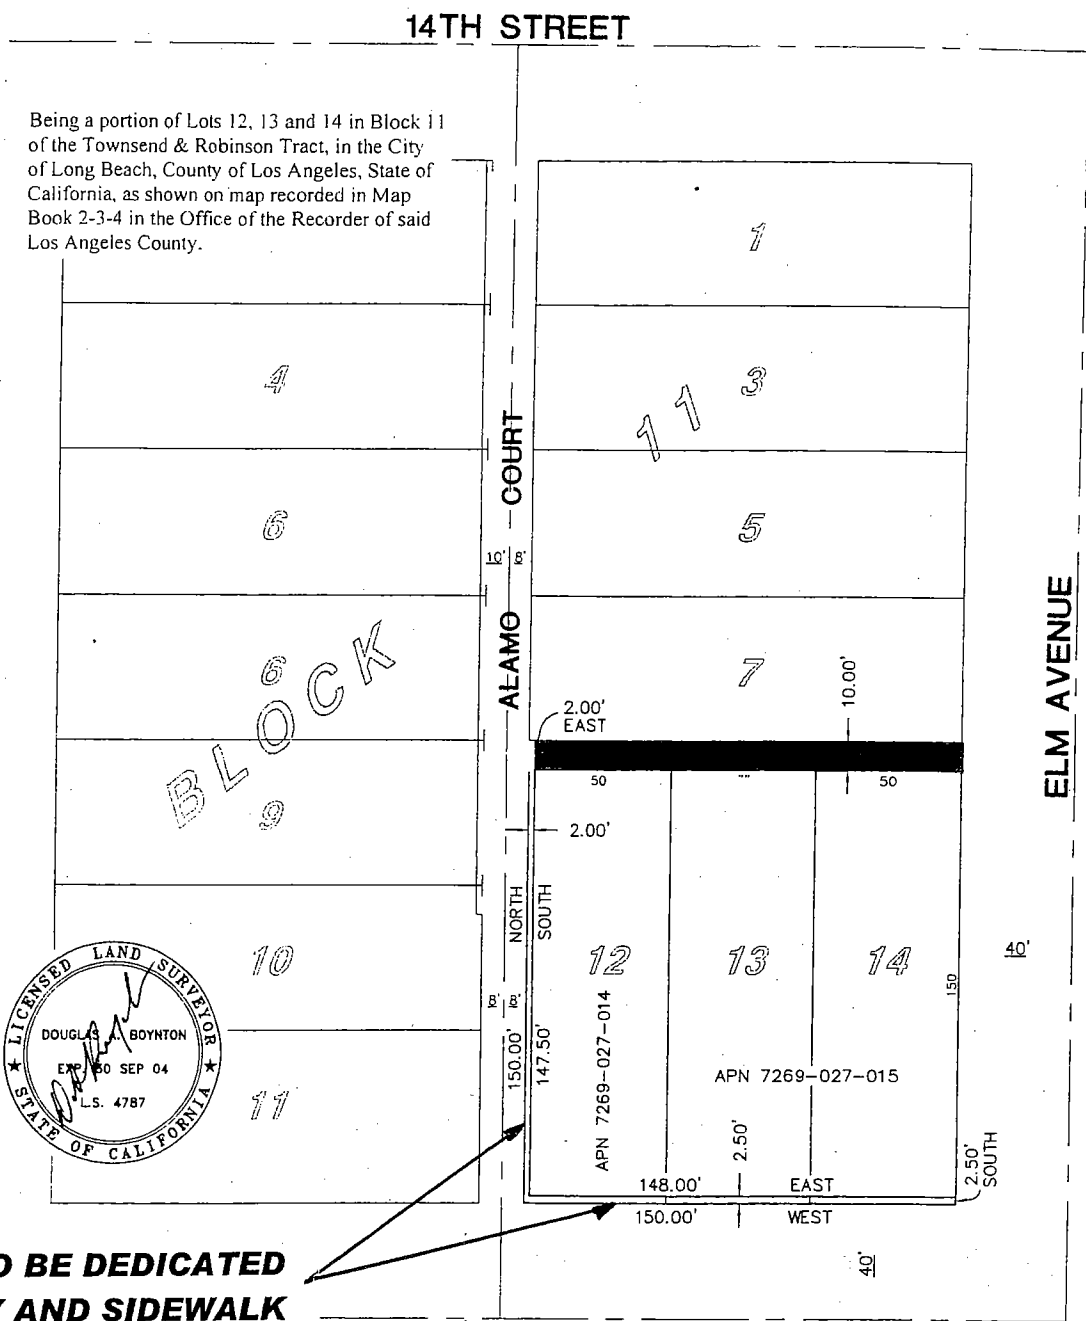 14TH STREET
Being a portion of Lots 12, 13 and 14 in Block 11
of the Townsend & Robinson Tract, in the City
of Long Beach, County of Los Angeles, State of
California, as shown on map recorded in Map
Book 2-3-4 in the Office of the Recorder of said
Los Angeles County.
1
4
3
11
ALAMO COURT
6
5
10' 8'
ELM AVENUE
6
7
10.00'
BLOCK
2.00'
EAST
50
50
9
2.00'
NORTH
SOUTH
10
12
13
14
40'
150
8' 8'
LICENSED LAND SURVEYOR
DOUGLAS A. BOYNTON
EXP. 30 SEP 04
L.S. 4787
STATE OF CALIFORNIA
11
150.00'
147.50'
APN 7269-027-014
APN 7269-027-015
2.50'
2.50'
SOUTH
148.00' EAST
150.00' WEST
40'
O BE DEDICATED
Y AND SIDEWALK